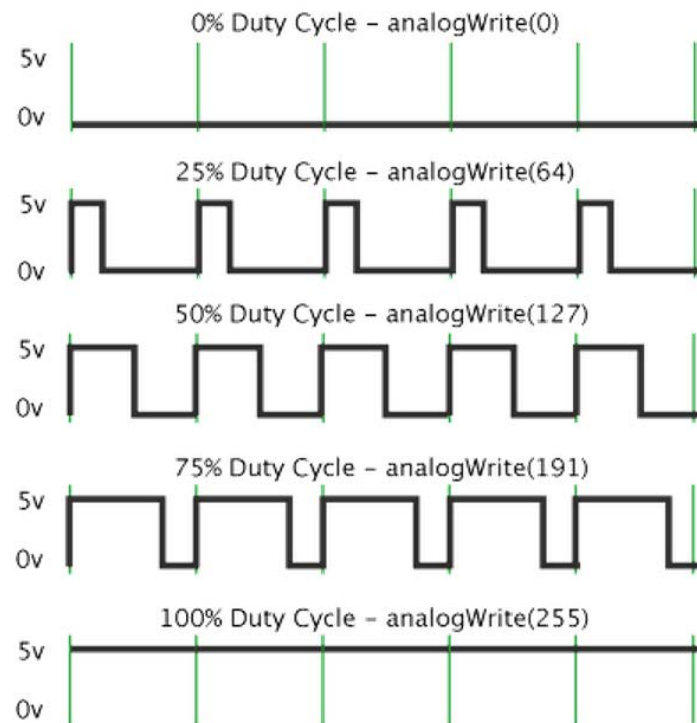 0% Duty Cycle – analogWrite(0)
5v
0v
25% Duty Cycle – analogWrite(64)
5v
0v
50% Duty Cycle – analogWrite(127)
5v
0v
75% Duty Cycle – analogWrite(191)
5v
0v
100% Duty Cycle – analogWrite(255)
5v
0v